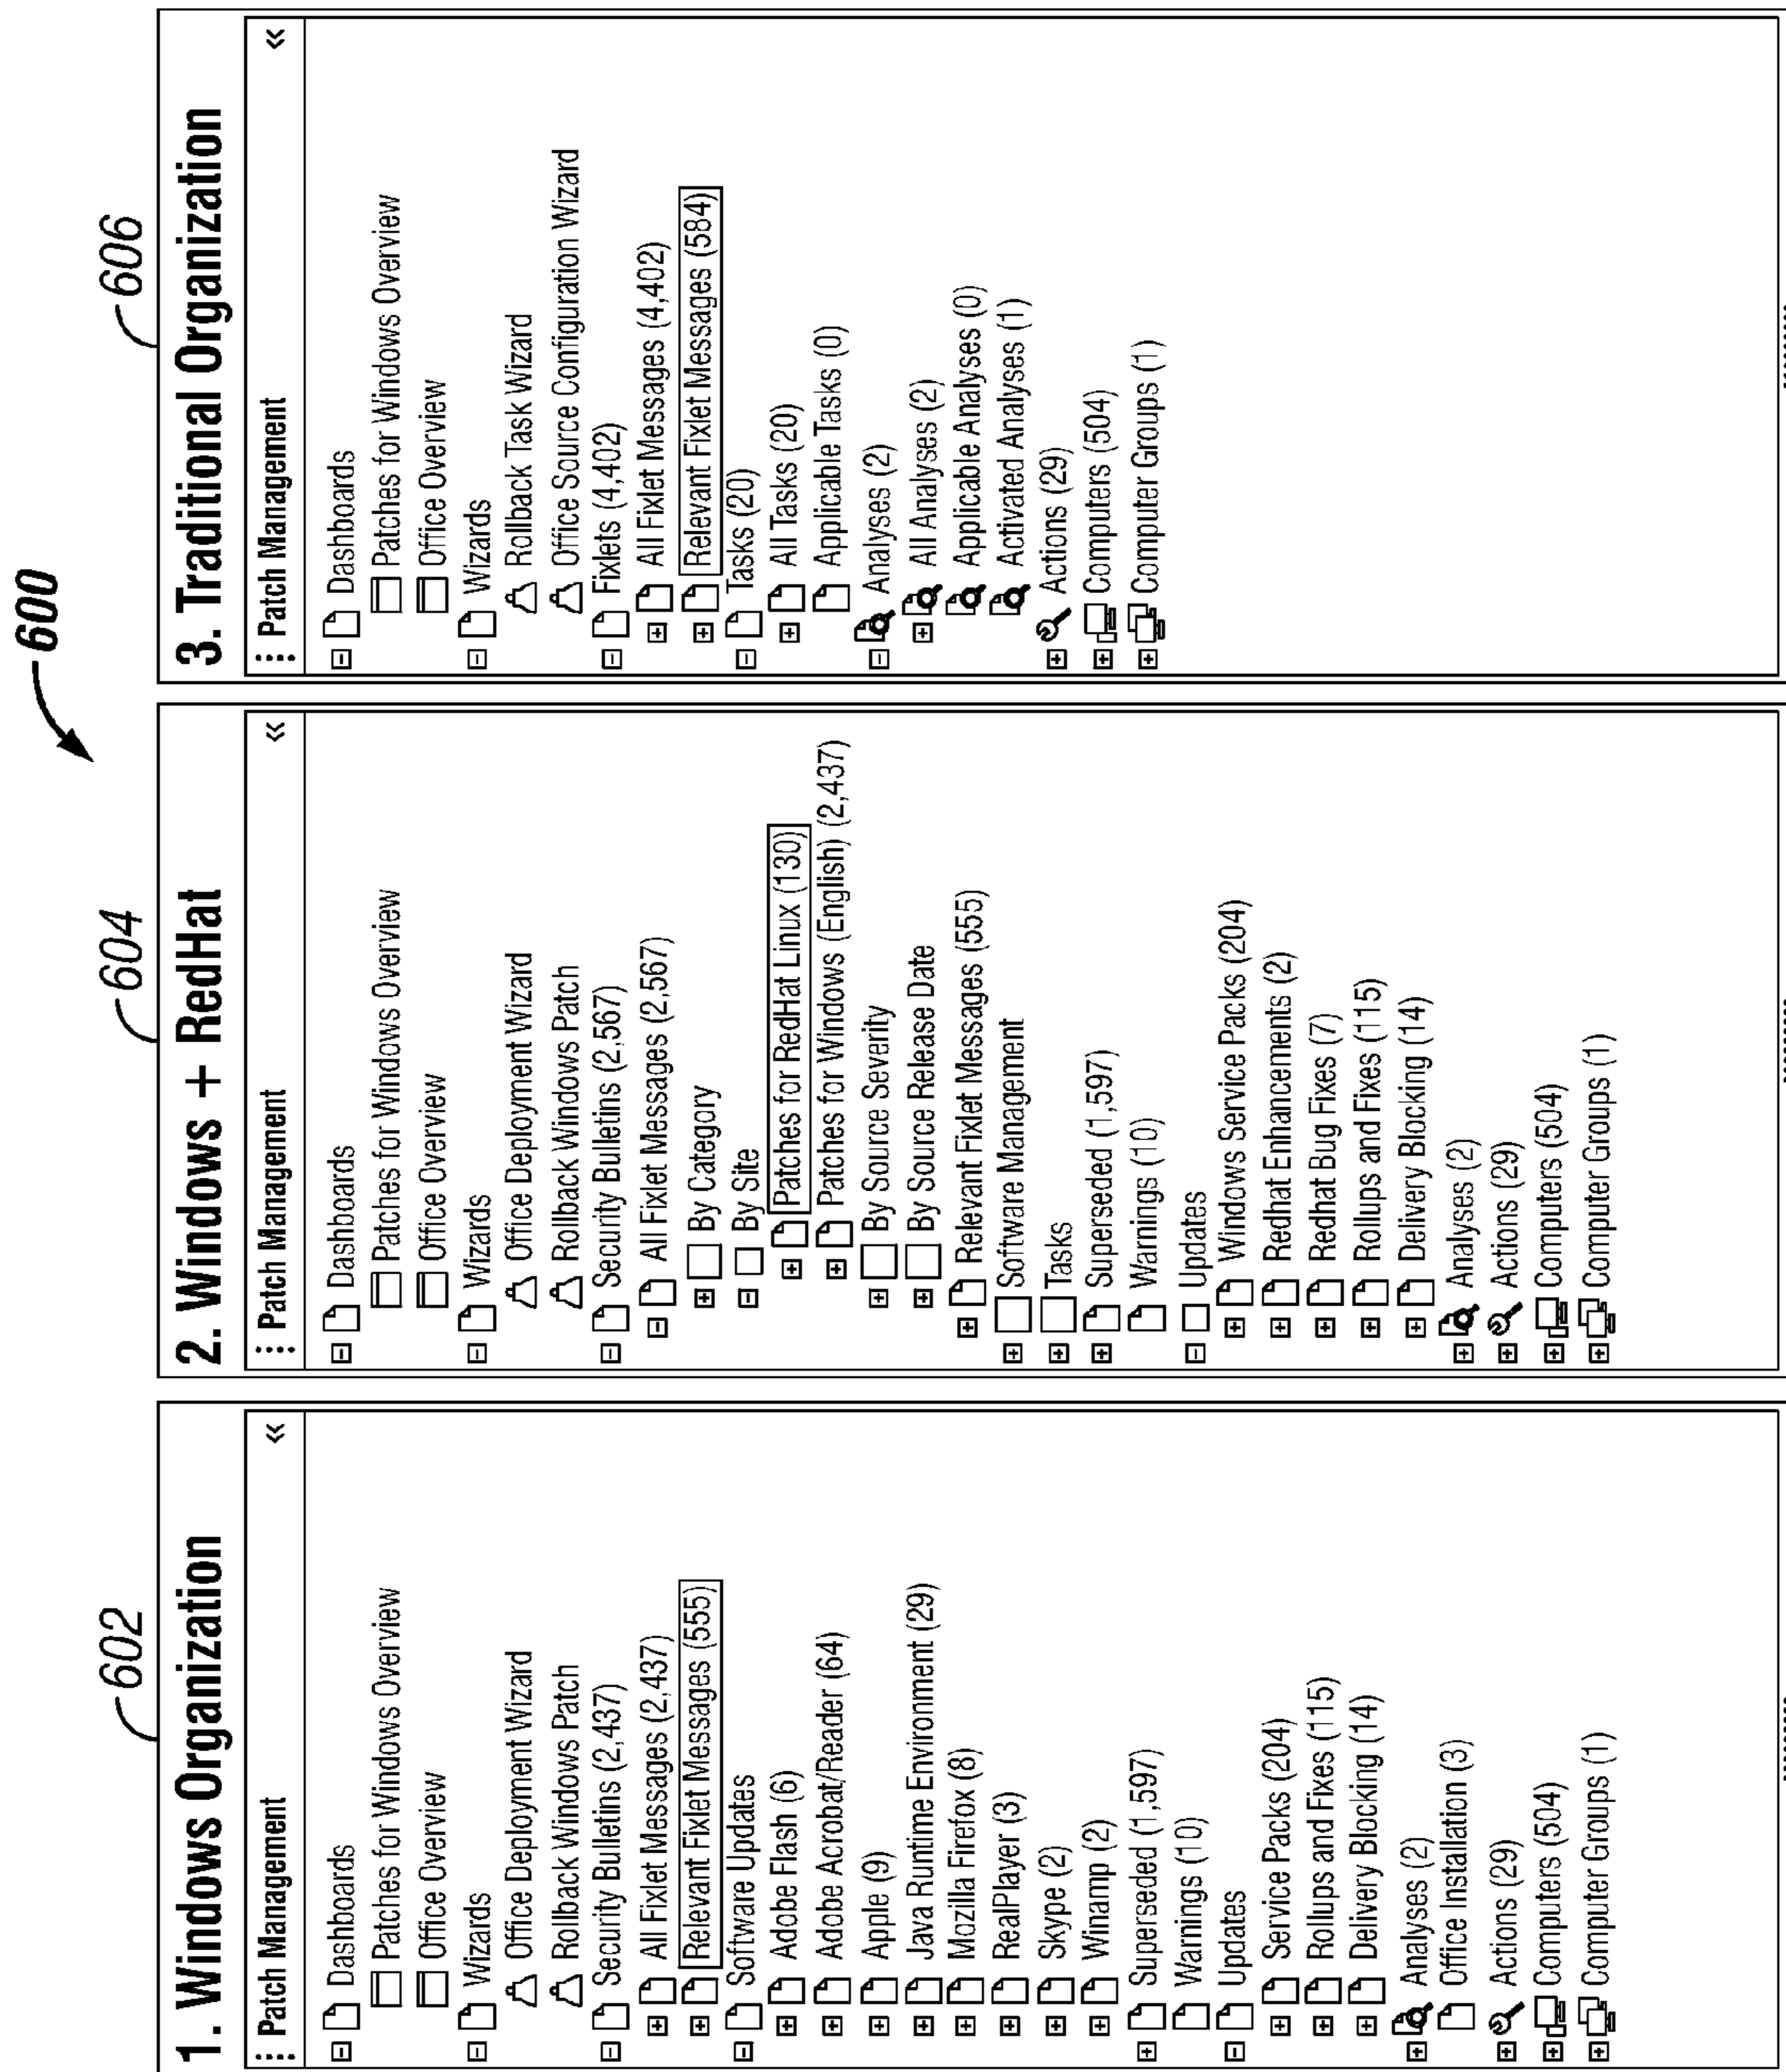 600
602
1. Windows Organization
Patch Management «
Dashboards
Patches for Windows Overview
Office Overview
Wizards
Office Deployment Wizard
Rollback Windows Patch
Security Bulletins (2,437)
All Fixlet Messages (2,437)
Relevant Fixlet Messages (555)
Software Updates
Adobe Flash (6)
Adobe Acrobat/Reader (64)
Apple (9)
Java Runtime Environment (29)
Mozilla Firefox (8)
RealPlayer (3)
Skype (2)
Winamp (2)
Superseded (1,597)
Warnings (10)
Updates
Service Packs (204)
Rollups and Fixes (115)
Delivery Blocking (14)
Analyses (2)
Office Installation (3)
Actions (29)
Computers (504)
Computer Groups (1)
604
2. Windows + RedHat
Patch Management «
Dashboards
Patches for Windows Overview
Office Overview
Wizards
Office Deployment Wizard
Rollback Windows Patch
Security Bulletins (2,567)
All Fixlet Messages (2,567)
By Category
By Site
Patches for RedHat Linux (130)
Patches for Windows (English) (2,437)
By Source Severity
By Source Release Date
Relevant Fixlet Messages (555)
Software Management
Tasks
Superseded (1,597)
Warnings (10)
Updates
Windows Service Packs (204)
Redhat Enhancements (2)
Redhat Bug Fixes (7)
Rollups and Fixes (115)
Delivery Blocking (14)
Analyses (2)
Actions (29)
Computers (504)
Computer Groups (1)
606
3. Traditional Organization
Patch Management «
Dashboards
Patches for Windows Overview
Office Overview
Wizards
Rollback Task Wizard
Office Source Configuration Wizard
Fixlets (4,402)
All Fixlet Messages (4,402)
Relevant Fixlet Messages (584)
Tasks (20)
All Tasks (20)
Applicable Tasks (0)
Analyses (2)
All Analyses (2)
Applicable Analyses (0)
Activated Analyses (1)
Actions (29)
Computers (504)
Computer Groups (1)